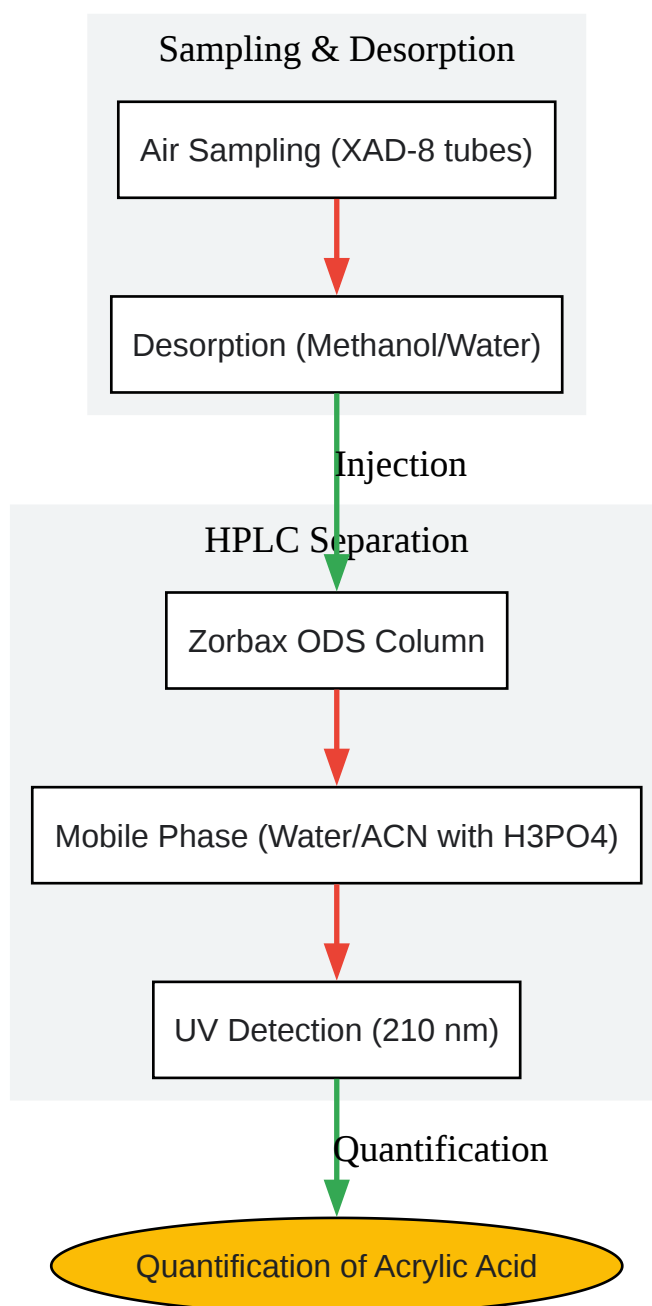 Sampling & Desorption
Air Sampling (XAD-8 tubes)
Desorption (Methanol/Water)
Injection
HPLC Separation
Zorbax ODS Column
Mobile Phase (Water/ACN with H3PO4)
UV Detection (210 nm)
Quantification
Quantification of Acrylic Acid